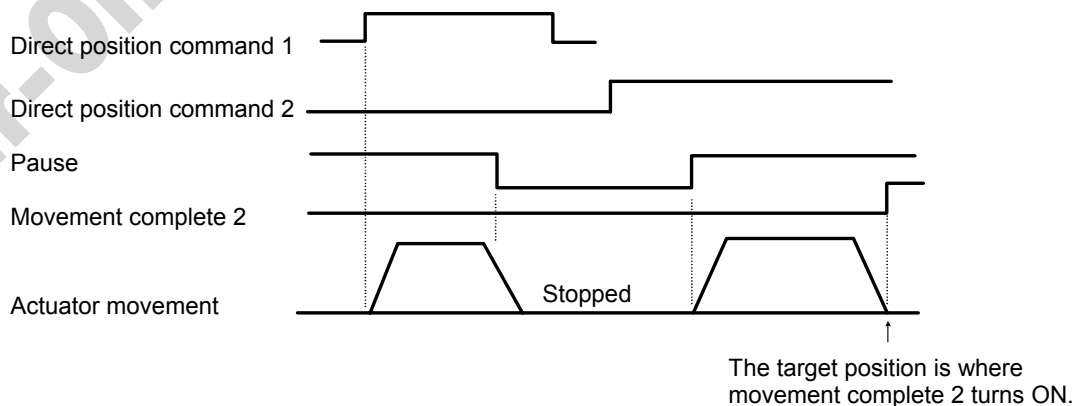 Direct position command 1
Direct position command 2
Pause
Movement complete 2
Actuator movement
Stopped
The target position is where
movement complete 2 turns ON.